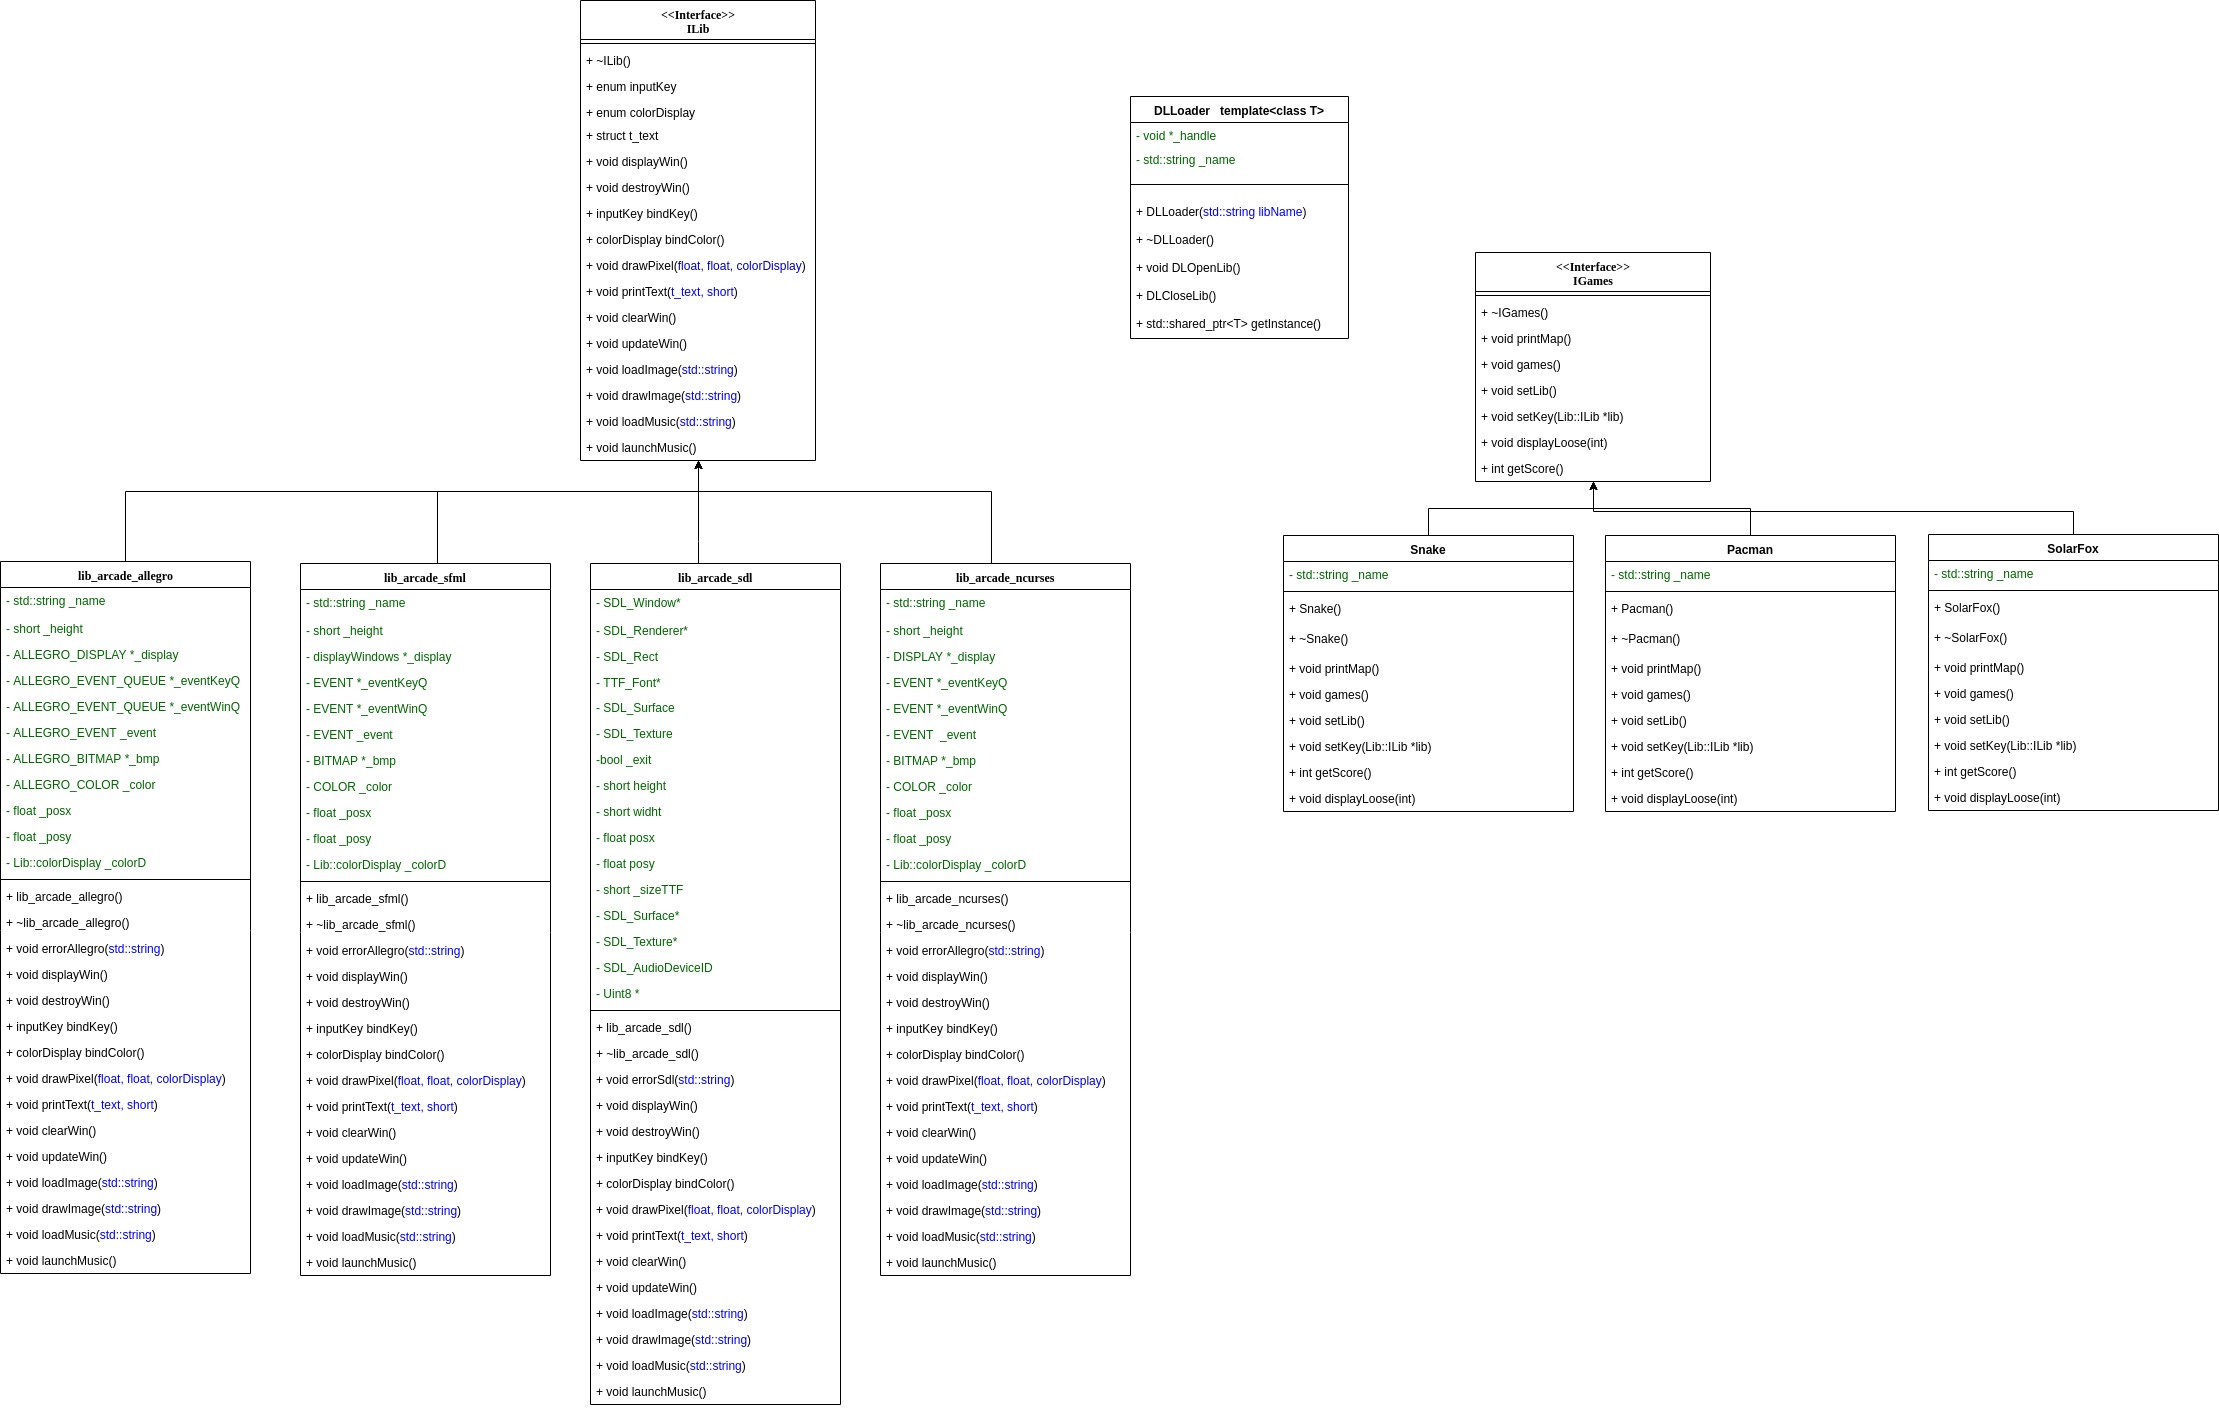 <<Interface>>
ILib
+ ~ILib()
+ enum inputKey
+ enum colorDisplay
+ struct t_text
+ void displayWin()
+ void destroyWin()
+ inputKey bindKey()
+ colorDisplay bindColor()
+ void drawPixel(float, float, colorDisplay)
+ void printText(t_text, short)
+ void clearWin()
+ void updateWin()
+ void loadImage(std::string)
+ void drawImage(std::string)
+ void loadMusic(std::string)
+ void launchMusic()
DLLoader template<class T>
- void *_handle
- std::string _name
+ DLLoader(std::string libName)
+ ~DLLoader()
+ void DLOpenLib()
+ DLCloseLib()
+ std::shared_ptr<T> getInstance()
<<Interface>>
IGames
+ ~IGames()
+ void printMap()
+ void games()
+ void setLib()
+ void setKey(Lib::ILib *lib)
+ void displayLoose(int)
+ int getScore()
lib_arcade_allegro
- std::string _name
- short _height
- ALLEGRO_DISPLAY *_display
- ALLEGRO_EVENT_QUEUE *_eventKeyQ
- ALLEGRO_EVENT_QUEUE *_eventWinQ
- ALLEGRO_EVENT _event
- ALLEGRO_BITMAP *_bmp
- ALLEGRO_COLOR _color
- float _posx
- float _posy
- Lib::colorDisplay _colorD
+ lib_arcade_allegro()
+ ~lib_arcade_allegro()
+ void errorAllegro(std::string)
+ void displayWin()
+ void destroyWin()
+ inputKey bindKey()
+ colorDisplay bindColor()
+ void drawPixel(float, float, colorDisplay)
+ void printText(t_text, short)
+ void clearWin()
+ void updateWin()
+ void loadImage(std::string)
+ void drawImage(std::string)
+ void loadMusic(std::string)
+ void launchMusic()
lib_arcade_sfml
- std::string _name
- short _height
- displayWindows *_display
- EVENT *_eventKeyQ
- EVENT *_eventWinQ
- EVENT _event
- BITMAP *_bmp
- COLOR _color
- float _posx
- float _posy
- Lib::colorDisplay _colorD
+ lib_arcade_sfml()
+ ~lib_arcade_sfml()
+ void errorAllegro(std::string)
+ void displayWin()
+ void destroyWin()
+ inputKey bindKey()
+ colorDisplay bindColor()
+ void drawPixel(float, float, colorDisplay)
+ void printText(t_text, short)
+ void clearWin()
+ void updateWin()
+ void loadImage(std::string)
+ void drawImage(std::string)
+ void loadMusic(std::string)
+ void launchMusic()
lib_arcade_sdl
- SDL_Window*
- SDL_Renderer*
- SDL_Rect
- TTF_Font*
- SDL_Surface
- SDL_Texture
-bool _exit
- short height
- short widht
- float posx
- float posy
- short _sizeTTF
- SDL_Surface*
- SDL_Texture*
- SDL_AudioDeviceID
- Uint8 *
+ lib_arcade_sdl()
+ ~lib_arcade_sdl()
+ void errorSdl(std::string)
+ void displayWin()
+ void destroyWin()
+ inputKey bindKey()
+ colorDisplay bindColor()
+ void drawPixel(float, float, colorDisplay)
+ void printText(t_text, short)
+ void clearWin()
+ void updateWin()
+ void loadImage(std::string)
+ void drawImage(std::string)
+ void loadMusic(std::string)
+ void launchMusic()
lib_arcade_ncurses
- std::string _name
- short _height
- DISPLAY *_display
- EVENT *_eventKeyQ
- EVENT *_eventWinQ
- EVENT _event
- BITMAP *_bmp
- COLOR _color
- float _posx
- float _posy
- Lib::colorDisplay _colorD
+ lib_arcade_ncurses()
+ ~lib_arcade_ncurses()
+ void errorAllegro(std::string)
+ void displayWin()
+ void destroyWin()
+ inputKey bindKey()
+ colorDisplay bindColor()
+ void drawPixel(float, float, colorDisplay)
+ void printText(t_text, short)
+ void clearWin()
+ void updateWin()
+ void loadImage(std::string)
+ void drawImage(std::string)
+ void loadMusic(std::string)
+ void launchMusic()
Snake
- std::string _name
+ Snake()
+ ~Snake()
+ void printMap()
+ void games()
+ void setLib()
+ void setKey(Lib::ILib *lib)
+ int getScore()
+ void displayLoose(int)
Pacman
- std::string _name
+ Pacman()
+ ~Pacman()
+ void printMap()
+ void games()
+ void setLib()
+ void setKey(Lib::ILib *lib)
+ int getScore()
+ void displayLoose(int)
SolarFox
- std::string _name
+ SolarFox()
+ ~SolarFox()
+ void printMap()
+ void games()
+ void setLib()
+ void setKey(Lib::ILib *lib)
+ int getScore()
+ void displayLoose(int)